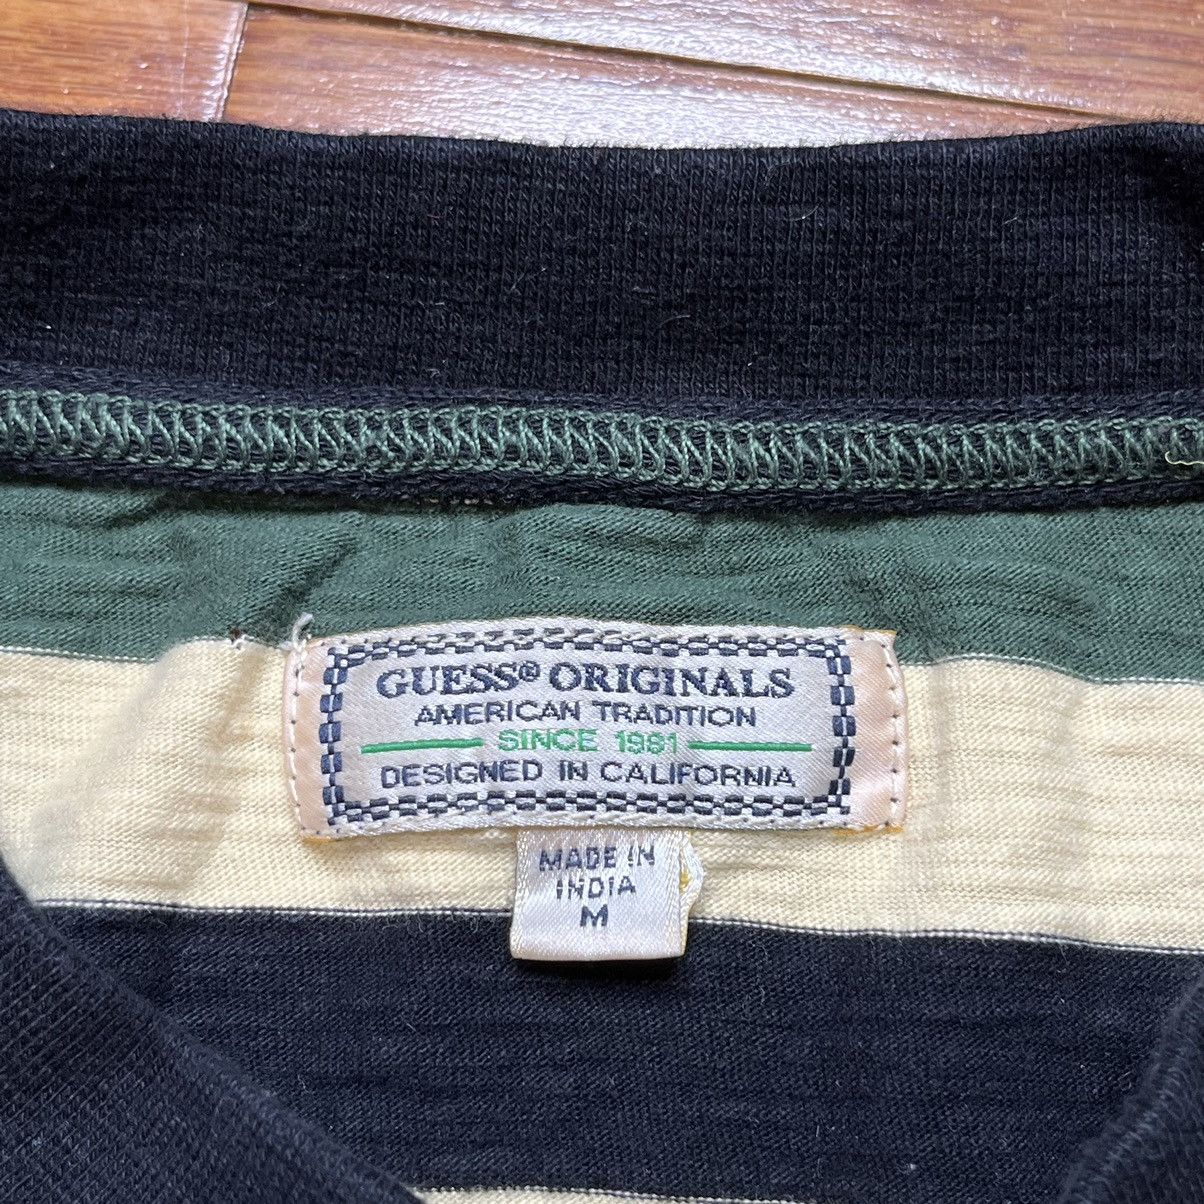 GUESS® ORIGINALS
AMERICAN TRADITION
SINCE 1981
DESIGNED IN CALIFORNIA
MADE IN
INDIA
M